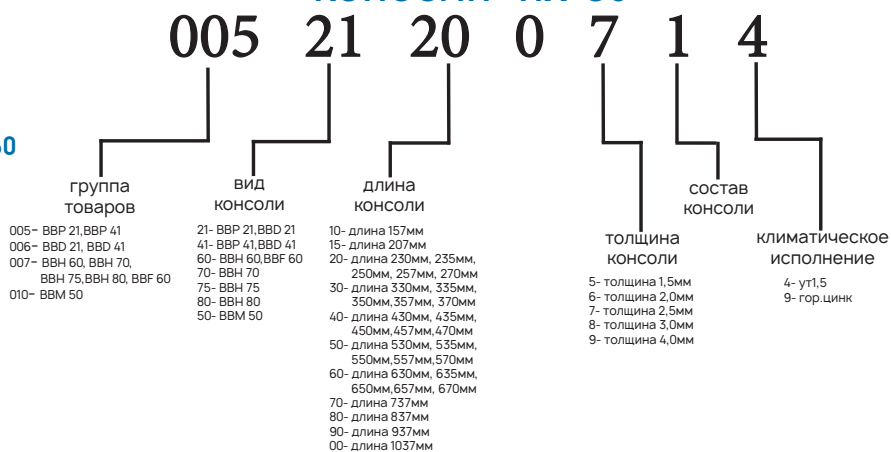 005 21 20 0 7 1 4
группа
товаров
005- BBP 21,BBP 41
006- BBD 21, BBD 41
007- BBH 60, BBH 70,
BBH 75,BBH 80, BBF 60
010- BBM 50
вид
консоли
21- BBP 21,BBD 21
41- BBP 41,BBD 41
60- BBH 60,BBF 60
70- BBH 70
75- BBH 75
80- BBH 80
50- BBM 50
длина
консоли
10- длина 157мм
15- длина 207мм
20- длина 230мм, 235мм,
250мм, 257мм, 270мм
30- длина 330мм, 335мм,
350мм,357мм, 370мм
40- длина 430мм, 435мм,
450мм,457мм,470мм
50- длина 530мм, 535мм,
550мм,557мм,570мм
60- длина 630мм, 635мм,
650мм,657мм, 670мм
70- длина 737мм
80- длина 837мм
90- длина 937мм
00- длина 1037мм
толщина
консоли
5- толщина 1,5мм
6- толщина 2,0мм
7- толщина 2,5мм
8- толщина 3,0мм
9- толщина 4,0мм
состав
консоли
климатическое
исполнение
4- ут1,5
9- гор.цинк